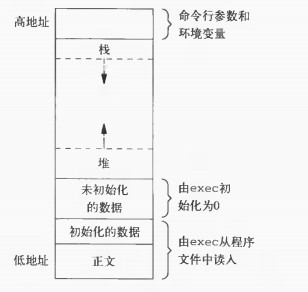 高地址
命令行参数和
环境变量
栈
堆
未初始化
的数据
由exec初
始化为0
初始化的数据
由exec从程序
文件中读入
低地址
正文